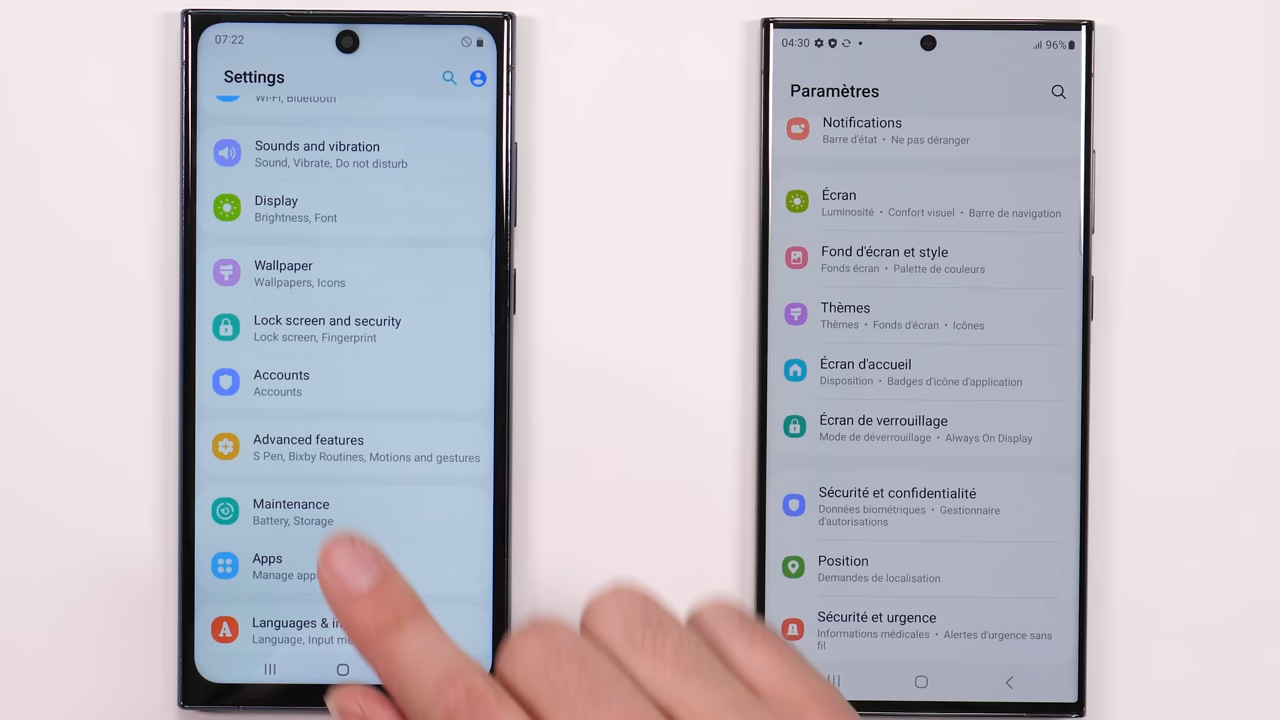 07:22
Settings
Wi-Fi, Bluetooth
Sounds and vibration
Sound, Vibrate, Do not disturb
Display
Brightness, Font
Wallpaper
Wallpapers, Icons
Lock screen and security
Lock screen, Fingerprint
Accounts
Accounts
Advanced features
S Pen, Bixby Routines, Motions and gestures
Maintenance
Battery, Storage
Apps
Manage
Languages &
Language, Input
04:30
96%
Paramètres
Notifications
Barre d'état • Ne pas déranger
Écran
Luminosité • Confort visuel • Barre de navigation
Fond d'écran et style
Fonds écran • Palette de couleurs
Thèmes
Thèmes • Fonds d'écran • Icônes
Écran d'accueil
Disposition • Badges d'icône d'application
Écran de verrouillage
Mode de déverrouillage • Always On Display
Sécurité et confidentialité
Données biométriques • Gestionnaire
d'autorisations
Position
Demandes de localisation
Sécurité et urgence
Informations médicales • Alertes d'urgence sans
fil